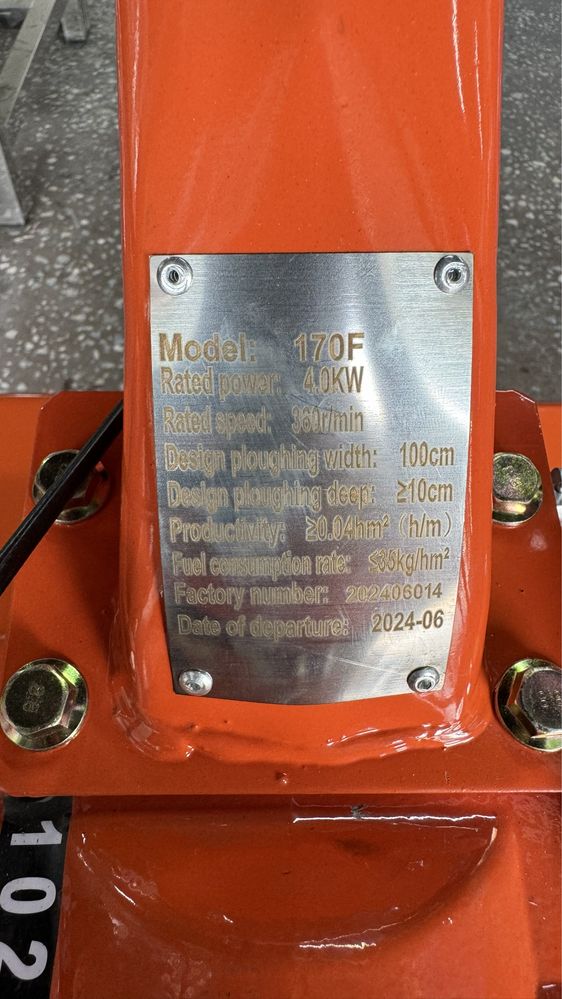 Model: 170F
Rated power: 4.0KW
Rated speed: 360r/min
Design ploughing width: 100cm
Design ploughing deep: ≥10cm
Productivity: ≥0.04hm² (h/m)
Fuel consumption rate: ≤35kg/hm²
Factory number: 202406014
Date of departure: 2024-06
102